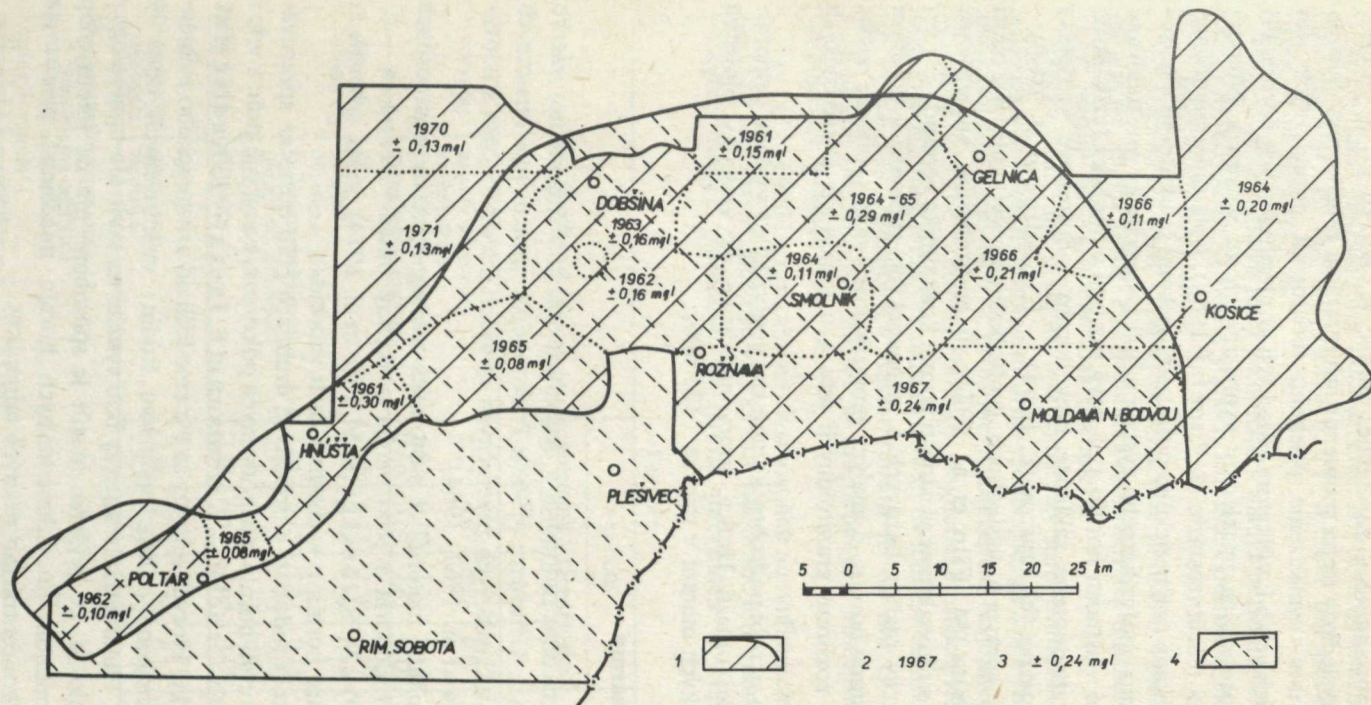 1970
± 0,13 mgl
1961
± 0,15 mgl
GELNICA
DOBŠINA
1964-65
± 0,29 mgl
1966
± 0,11 mgl
1964
± 0,20 mgl
1971
± 0,13 mgl
1963
± 0,16 mgl
1962
± 0,16 mgl
1964
± 0,11 mgl
SMOLNÍK
1966
± 0,21 mgl
KOŠICE
1965
± 0,08 mgl
ROŽŇAVA
1961
± 0,30 mgl
1967
± 0,24 mgl
MOLDAVA N. BODVOU
HNÚŠŤA
PLEŠIVEC
1965
± 0,08 mgl
POLTÁR
1962
± 0,10 mgl
RIM. SOBOTA
5 0 5 10 15 20 25 km
1
2 1967
3 ± 0,24 mgl
4